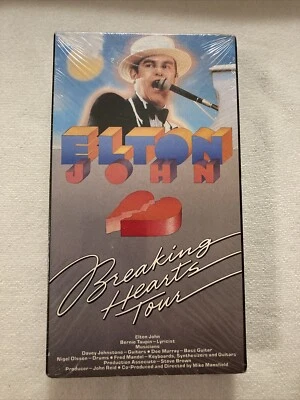 ELTON
JOHN
Breaking
Hearts
Tour
Elton John
Bernie Taupin–Lyricist
Musicians
Davey Johnstone – Guitars • Dee Murray – Bass Guitar
Nigel Olsson–Drums • Fred Mandel–Keyboards, Synthesizers and Guitars
Production Associate–Steve Brown
Producer – John Reid • Co-Produced and Directed by Mike Mansfield